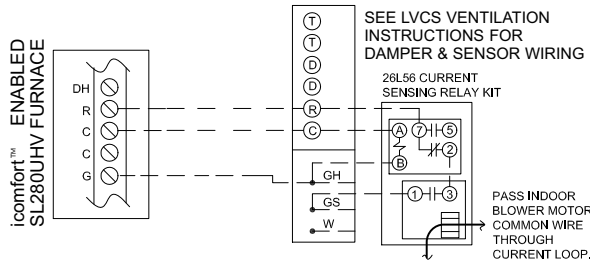 icomfort™ ENABLED
SL280UHV FURNACE
DH
R
C
C
G
T
T
D
D
R
C
GH
GS
W
SEE LVCS VENTILATION
INSTRUCTIONS FOR
DAMPER & SENSOR WIRING
26L56 CURRENT
SENSING RELAY KIT
A
7
5
2
B
1
3
PASS INDOOR
BLOWER MOTOR
COMMON WIRE
THROUGH
CURRENT LOOP.